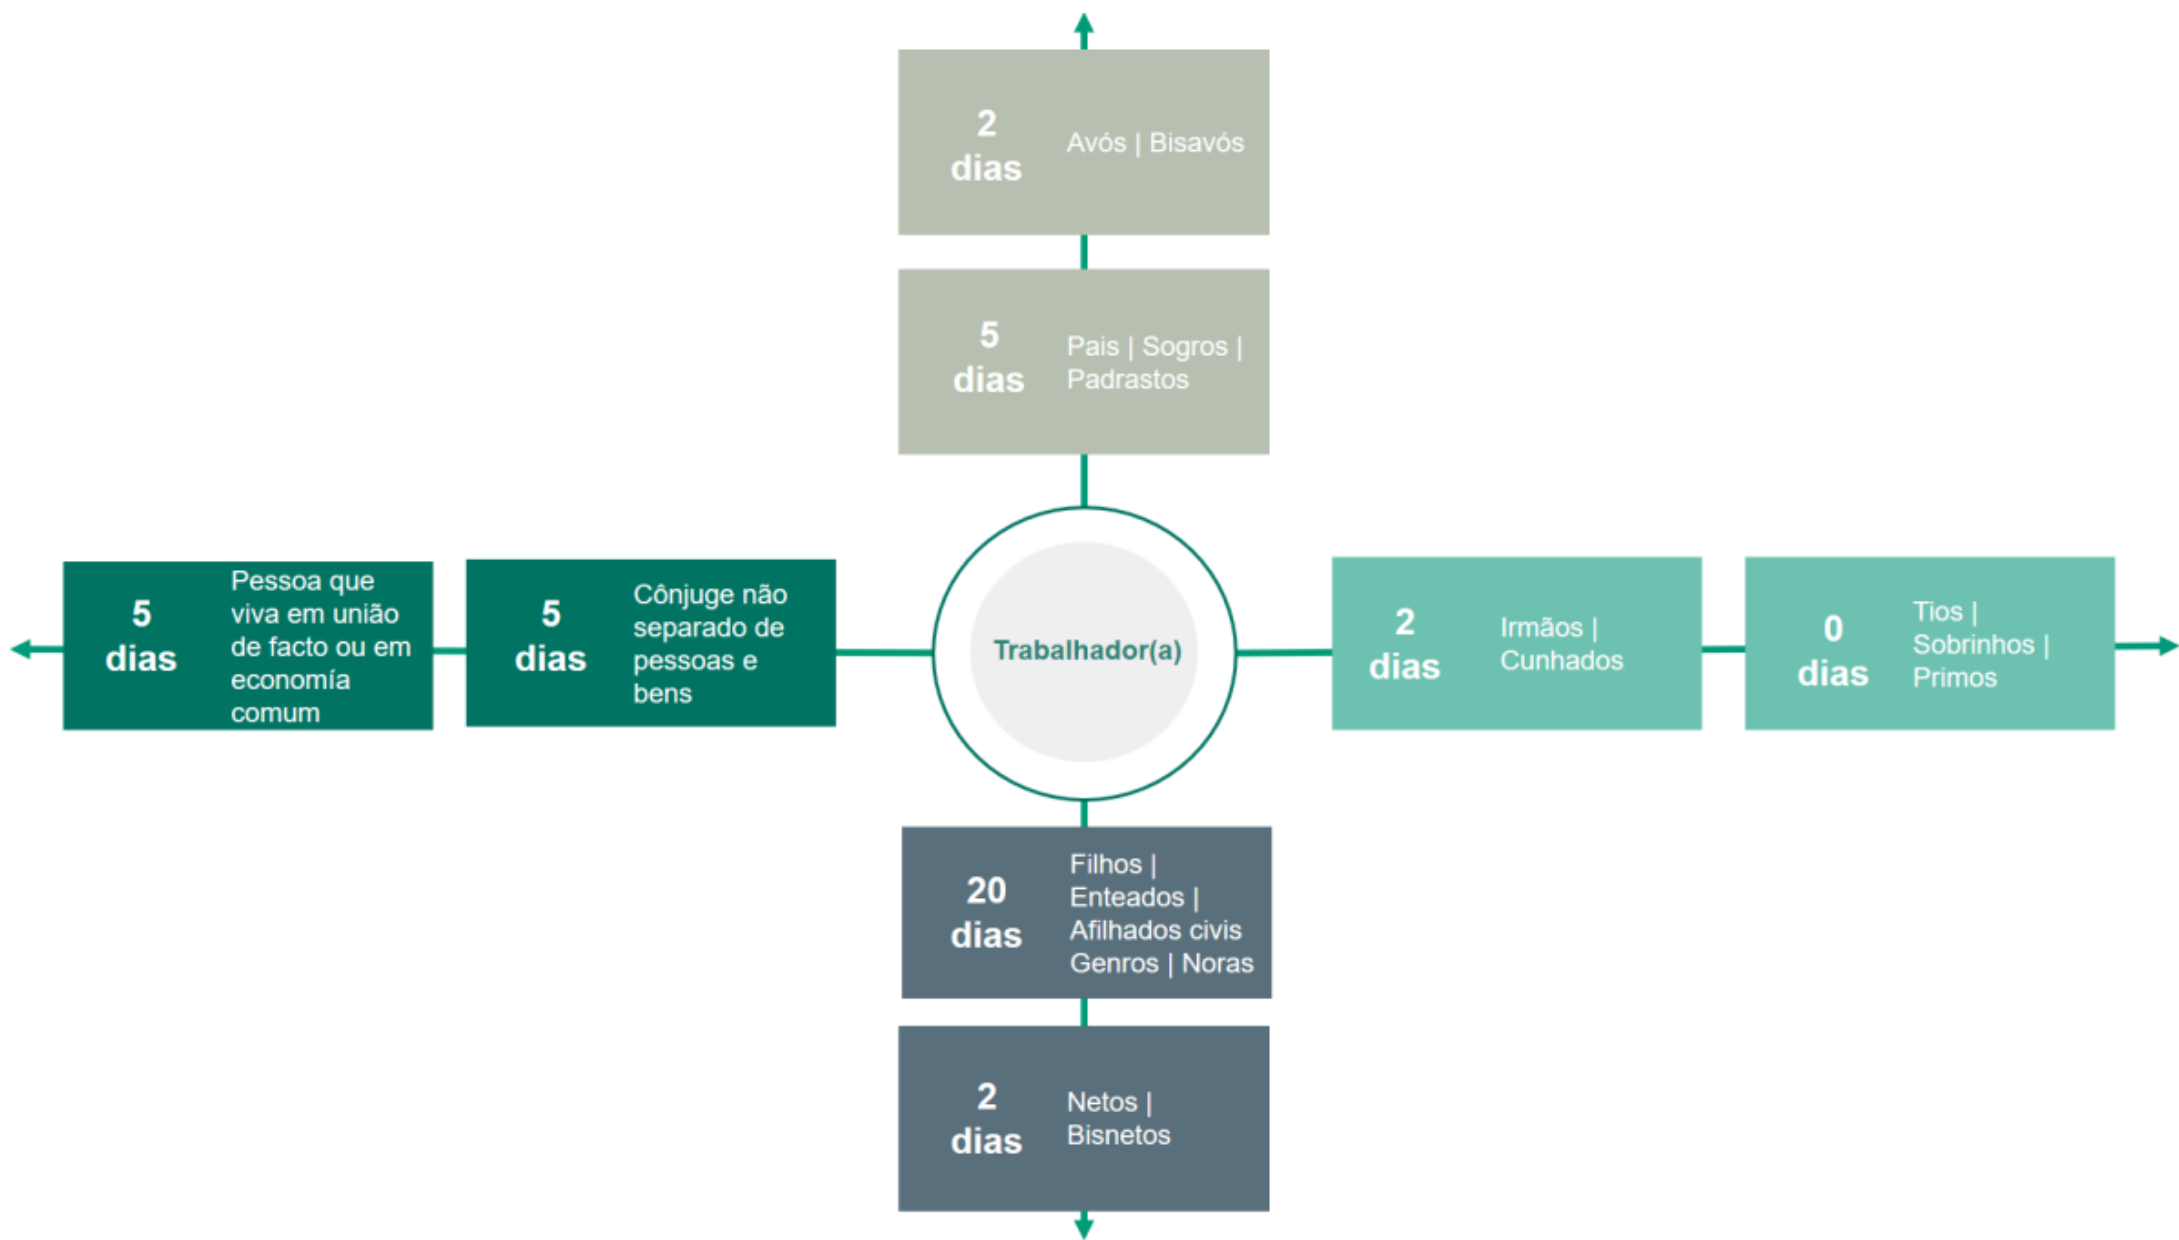 2
dias
Avós | Bisavós
5
dias
Pais | Sogros |
Padrastos
5
dias
Pessoa que
viva em união
de facto ou em
economía
comum
5
dias
Cônjuge não
separado de
pessoas e
bens
Trabalhador(a)
2
dias
Irmãos |
Cunhados
0
dias
Tios |
Sobrinhos |
Primos
20
dias
Filhos |
Enteados |
Afilhados civis
Genros | Noras
2
dias
Netos |
Bisnetos